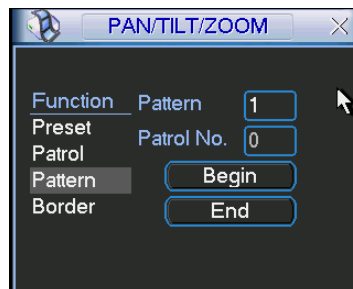 PAN/TILT/ZOOM
Function
Pattern 1
Preset
Patrol No. 0
Patrol
Pattern
Begin
Border
End